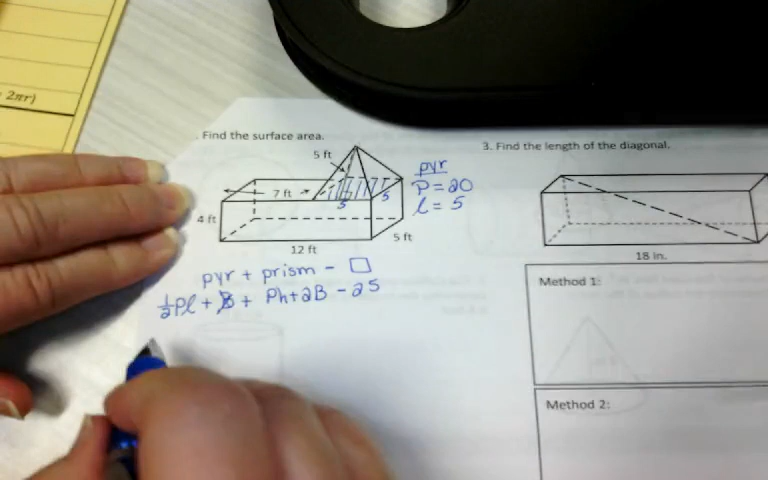 = 2πr)
. Find the surface area.
5 ft
7 ft
4 ft
5
5
5 ft
12 ft
pyr
P = 20
l = 5
pyr + prism - □
½Pl + B + Ph + 2B - 25
3. Find the length of the diagonal.
18 in.
Method 1:
Method 2: